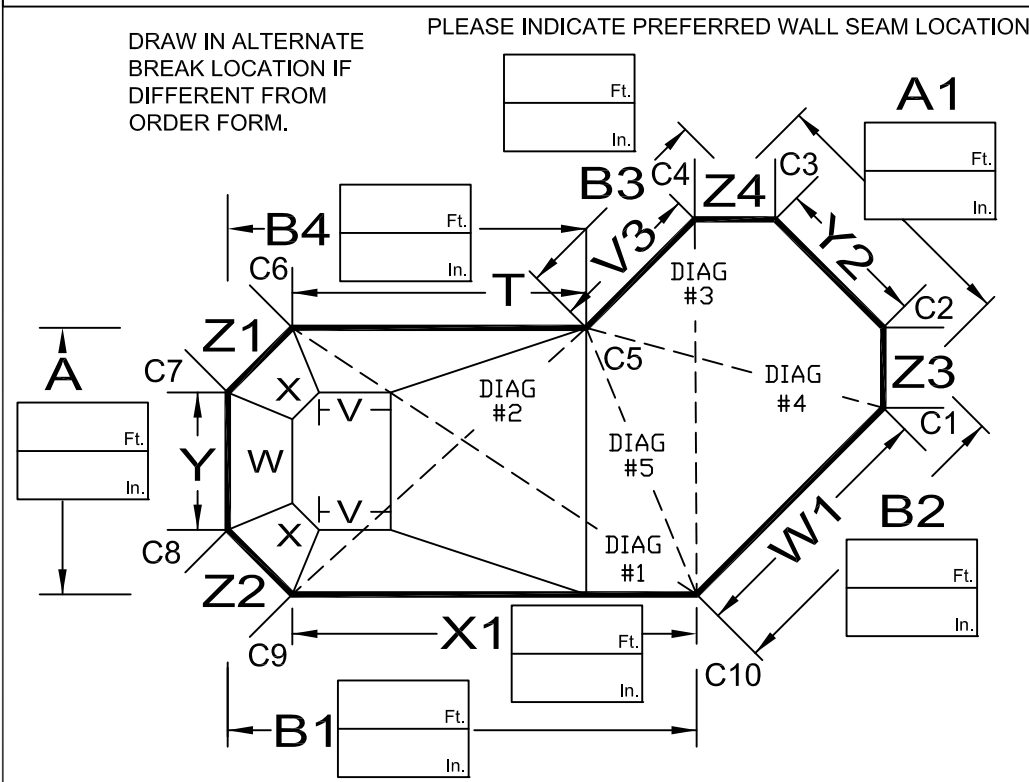 PLEASE INDICATE PREFERRED WALL SEAM LOCATION
DRAW IN ALTERNATE
BREAK LOCATION IF
DIFFERENT FROM
ORDER FORM.
Ft.
In.
A1
Ft.
In.
C4
Z4
C3
B3
B4
Ft.
In.
V3
Y2
C6
T
DIAG
#3
C2
Z1
C5
A
C7
X
V
DIAG
#2
DIAG
#4
Z3
C1
Ft.
In.
Y
W
DIAG
#5
V
X
W1
B2
C8
DIAG
#1
Ft.
In.
Z2
X1
Ft.
In.
C9
C10
B1
Ft.
In.